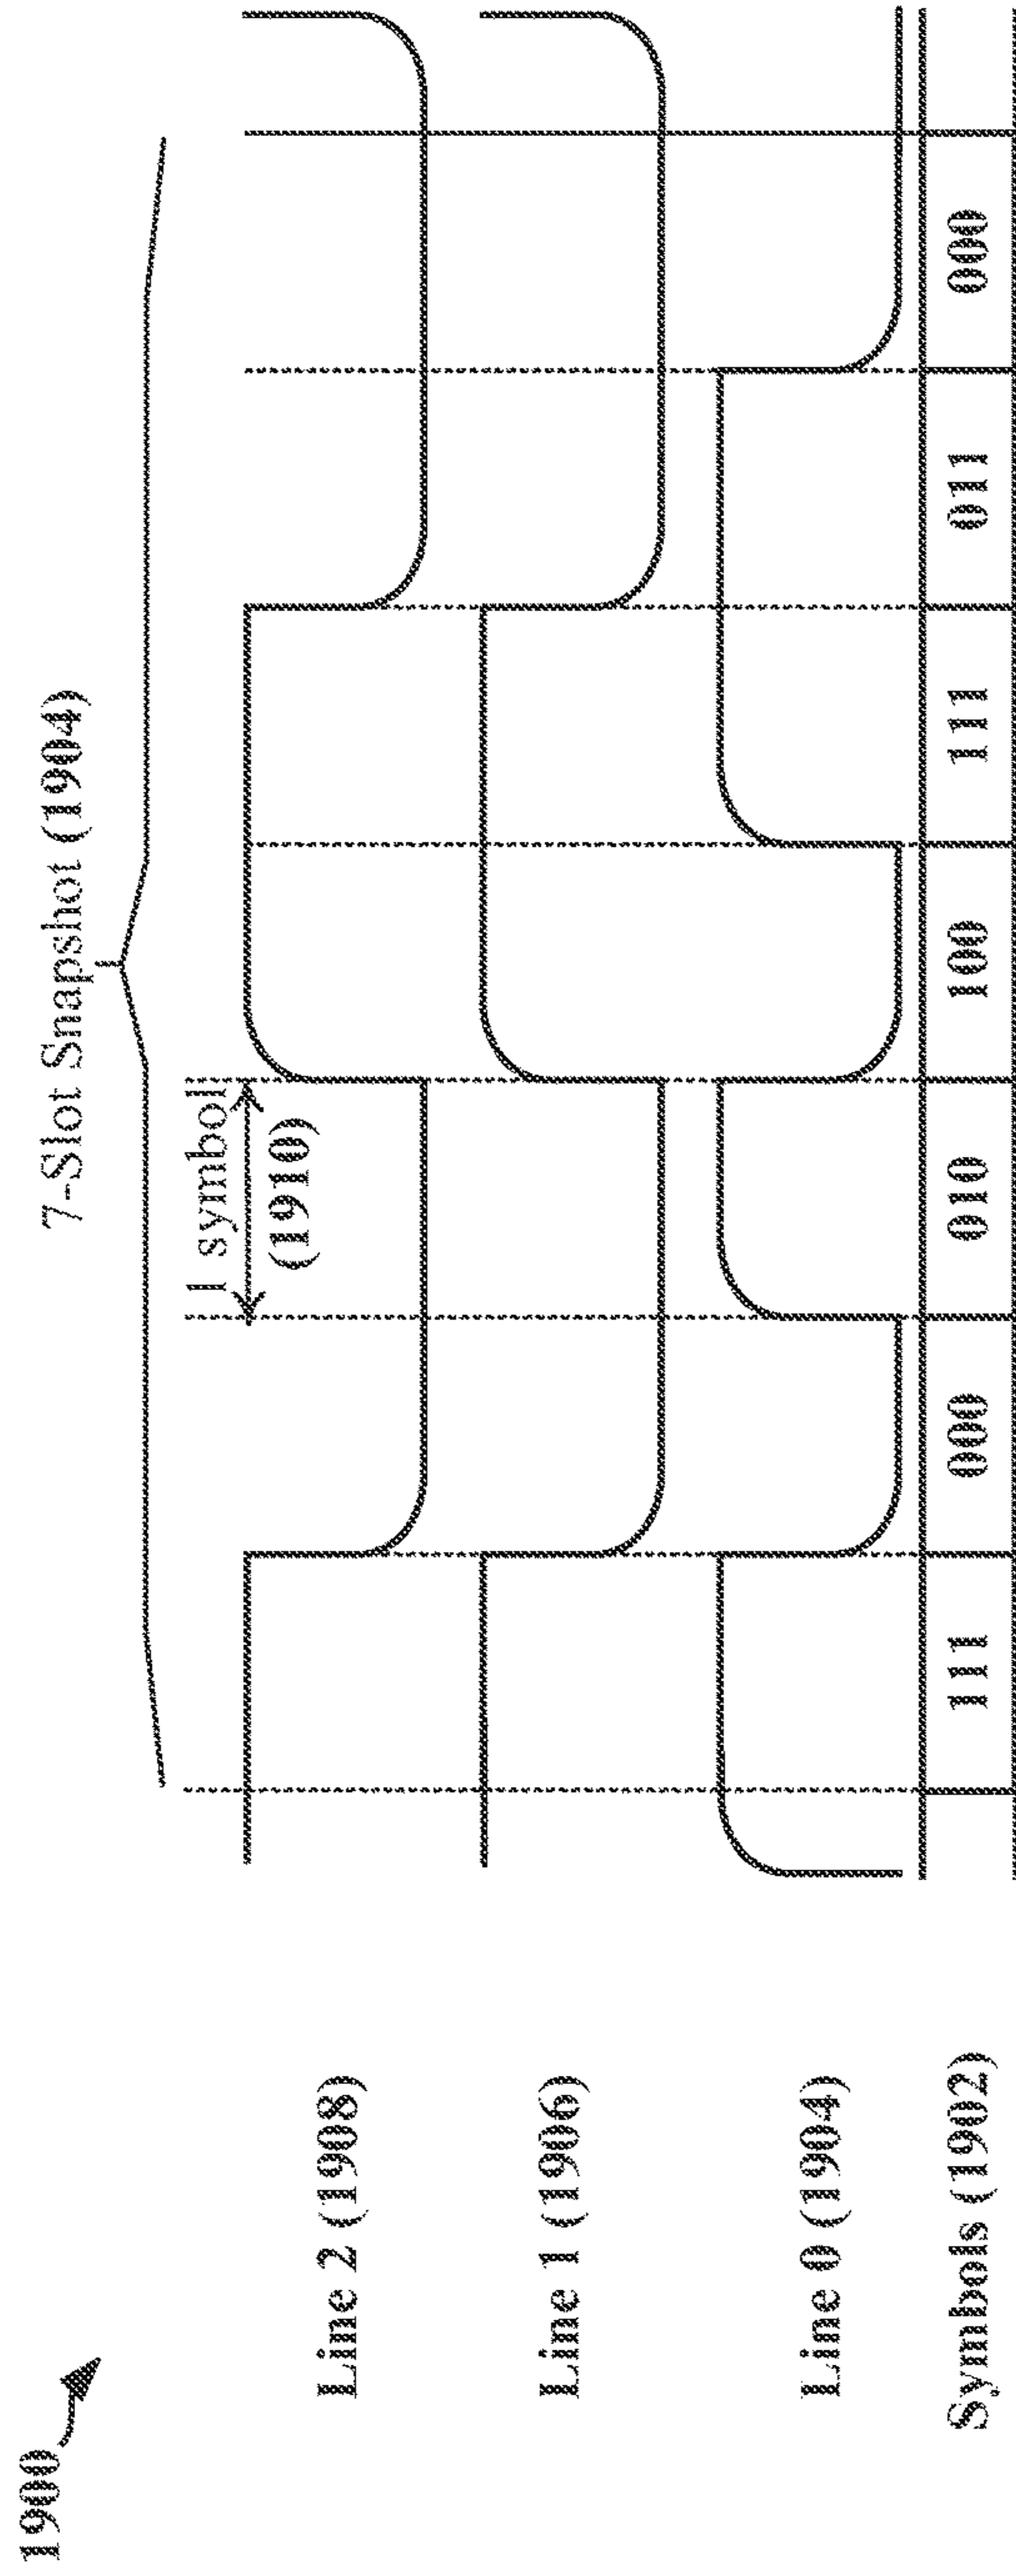 1900
7-Slot Snapshot (1904)
1 symbol
(1910)
Line 2 (1908)
Line 1 (1906)
Line 0 (1904)
Symbols (1902)
111
000
010
100
111
011
000